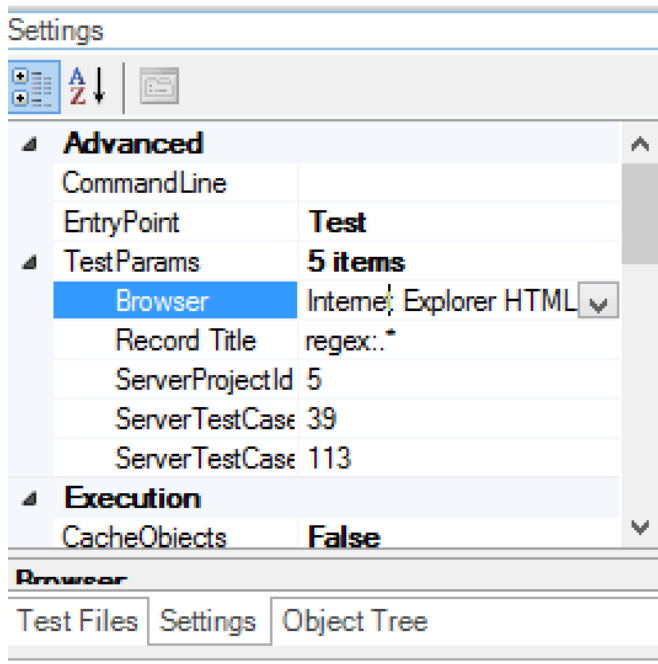 Settings
Advanced
CommandLine
EntryPoint Test
TestParams 5 items
Browser Internet Explorer HTML
Record Title regex:.*
ServerProjectId 5
ServerTestCase 39
ServerTestCase 113
Execution
CacheObjects False
Browser
Test Files Settings Object Tree